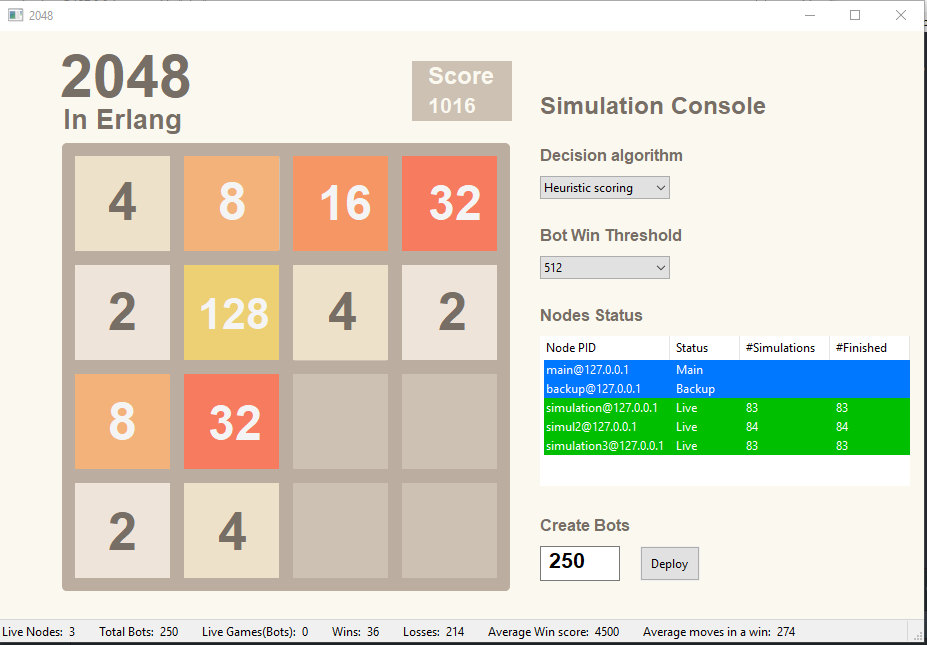 2048
2048
In Erlang
Score
1016
4 8 16 32
2 128 4 2
8 32
2 4
Simulation Console
Decision algorithm
Heuristic scoring
Bot Win Threshold
512
Nodes Status
Node PID Status #Simulations #Finished
main@127.0.0.1 Main
backup@127.0.0.1 Backup
simulation@127.0.0.1 Live 83 83
simul2@127.0.0.1 Live 84 84
simulation3@127.0.0.1 Live 83 83
Create Bots
250 Deploy
Live Nodes: 3 Total Bots: 250 Live Games(Bots): 0 Wins: 36 Losses: 214 Average Win score: 4500 Average moves in a win: 274